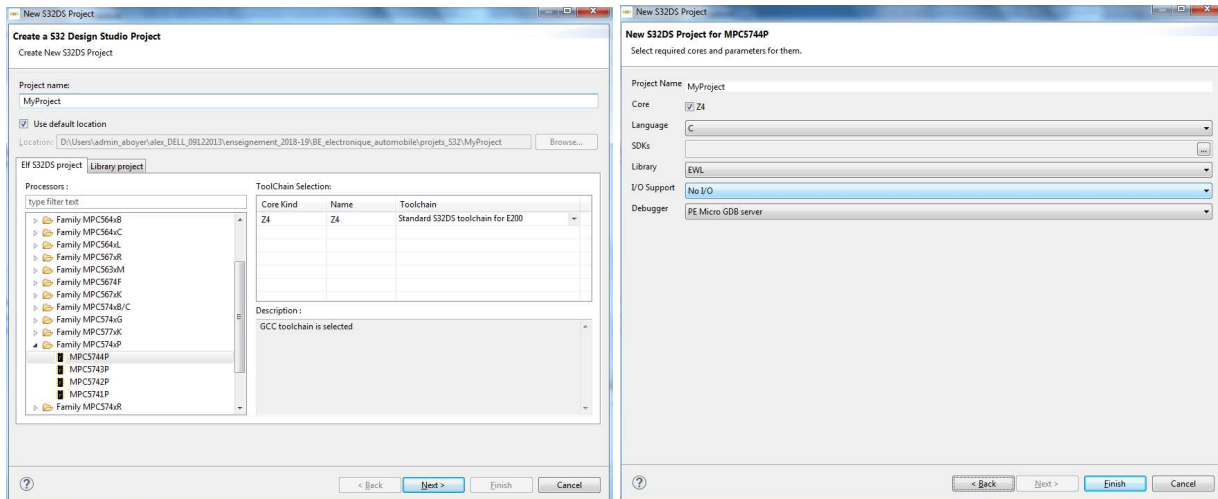 New S32DS Project
Create a S32 Design Studio Project
Create New S32DS Project
Project name:
MyProject
Use default location
Location: D:\Users\admin_aboyer\alex_DELL_09122013\enseignement_2018-19\BE_electronique_automobile\projets_S32\MyProject Browse...
Elf S32DS project Library project
Processors :
type filter text
Family MPC564xB
Family MPC564xC
Family MPC564xL
Family MPC567xR
Family MPC563xM
Family MPC5674F
Family MPC567xK
Family MPC574xB/C
Family MPC574xG
Family MPC577xK
Family MPC574xP
MPC5744P
MPC5743P
MPC5742P
MPC5741P
Family MPC574xR
ToolChain Selection:
Core Kind Name Toolchain
Z4 Z4 Standard S32DS toolchain for E200
Description :
GCC toolchain is selected
< Back Next > Finish Cancel
New S32DS Project
New S32DS Project for MPC5744P
Select required cores and parameters for them.
Project Name MyProject
Core Z4
Language C
SDKs ...
Library EWL
I/O Support No I/O
Debugger PE Micro GDB server
< Back Next > Finish Cancel